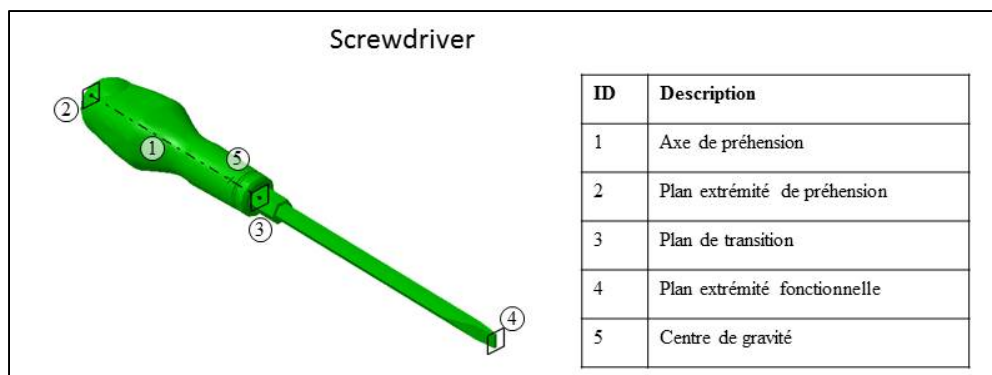 Screwdriver
2
1
5
3
4
ID Description
1 Axe de préhension
2 Plan extrémité de préhension
3 Plan de transition
4 Plan extrémité fonctionnelle
5 Centre de gravité